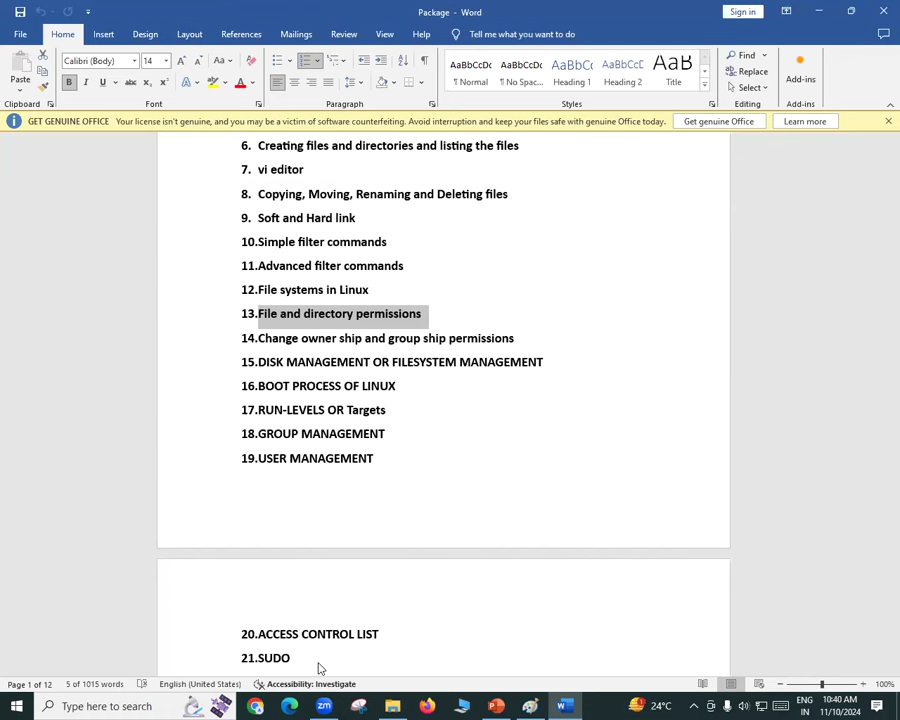 Package - Word
Sign in
File Home Insert Design Layout References Mailings Review View Help Tell me what you want to do
Paste
Calibri (Body) 14
B I U
Find
Replace
Select
Add-ins
AaBbCcDc AaBbCcDc AaBbC AaBbCcD AaB
¶ Normal ¶ No Spac... Heading 1 Heading 2 Title
Clipboard Font Paragraph Styles Editing Add-ins
GET GENUINE OFFICE Your license isn't genuine, and you may be a victim of software counterfeiting. Avoid interruption and keep your files safe with genuine Office today. Get genuine Office Learn more
6. Creating files and directories and listing the files
7. vi editor
8. Copying, Moving, Renaming and Deleting files
9. Soft and Hard link
10.Simple filter commands
11.Advanced filter commands
12.File systems in Linux
13.File and directory permissions
14.Change owner ship and group ship permissions
15.DISK MANAGEMENT OR FILESYSTEM MANAGEMENT
16.BOOT PROCESS OF LINUX
17.RUN-LEVELS OR Targets
18.GROUP MANAGEMENT
19.USER MANAGEMENT
20.ACCESS CONTROL LIST
21.SUDO
Page 1 of 12 5 of 1015 words English (United States) Accessibility: Investigate 100%
Type here to search
24°C
ENG
IN
10:40 AM
11/10/2024